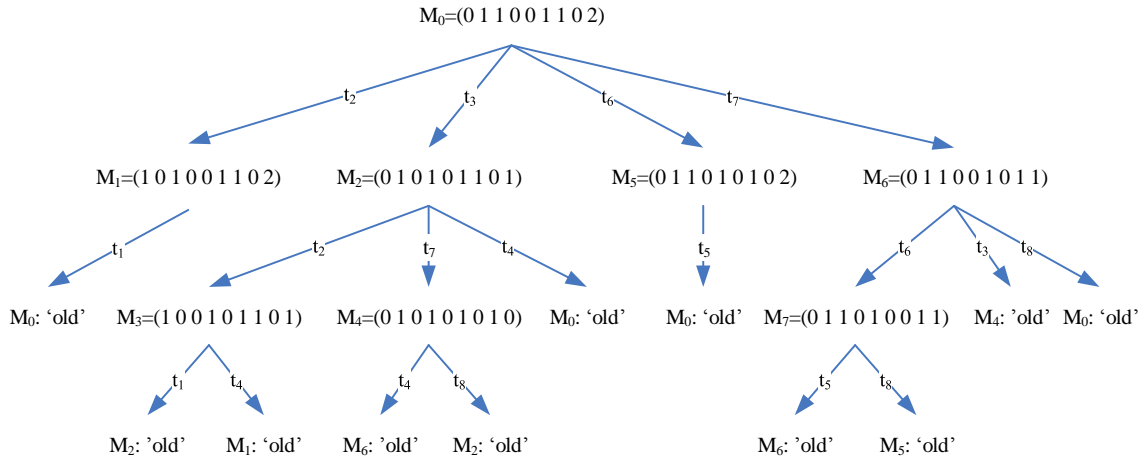 M₀=(0 1 1 0 0 1 1 0 2)
t₂ t₃ t₆ t₇
M₁=(1 0 1 0 0 1 1 0 2) M₂=(0 1 0 1 0 1 1 0 1) M₅=(0 1 1 0 1 0 1 0 2) M₆=(0 1 1 0 0 1 0 1 1)
t₁ t₂ t₇ t₄ t₅ t₆ t₃ t₈
M₀: ‘old’ M₃=(1 0 0 1 0 1 1 0 1) M₄=(0 1 0 1 0 1 0 1 0) M₀: ‘old’ M₀: ‘old’ M₇=(0 1 1 0 1 0 0 1 1) M₄: ’old’ M₀: ‘old’
t₁ t₄ t₄ t₈ t₅ t₈
M₂: ’old’ M₁: ‘old’ M₆: ’old’ M₂: ‘old’ M₆: ’old’ M₅: ‘old’